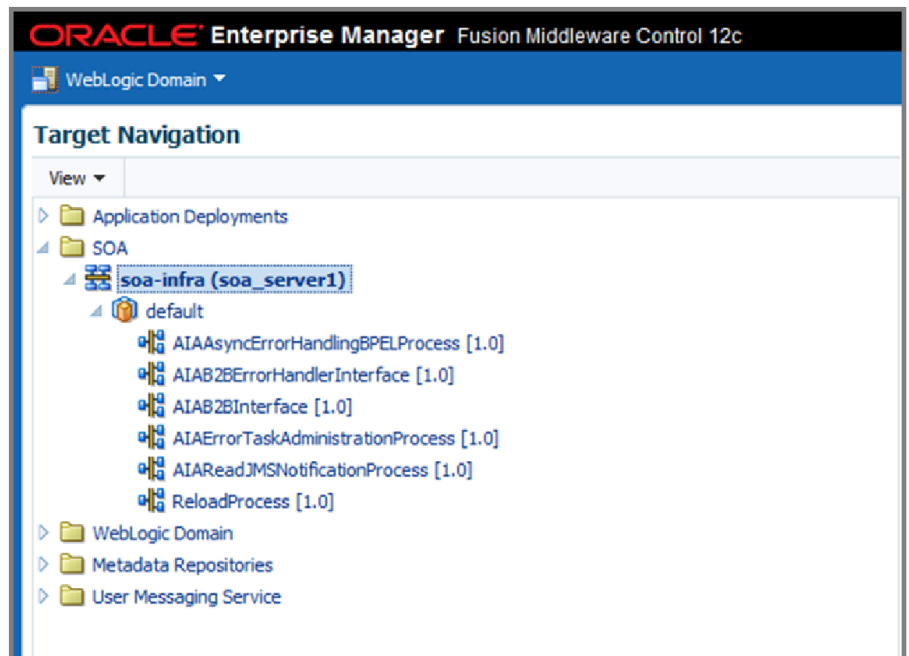 ORACLE Enterprise Manager Fusion Middleware Control 12c
WebLogic Domain
Target Navigation
View
Application Deployments
SOA
soa-infra (soa_server1)
default
AIAAsyncErrorHandlingBPELProcess [1.0]
AIAB2BErrorHandlerInterface [1.0]
AIAB2BInterface [1.0]
AIAErrorTaskAdministrationProcess [1.0]
AIAReadJMSNotificationProcess [1.0]
ReloadProcess [1.0]
WebLogic Domain
Metadata Repositories
User Messaging Service